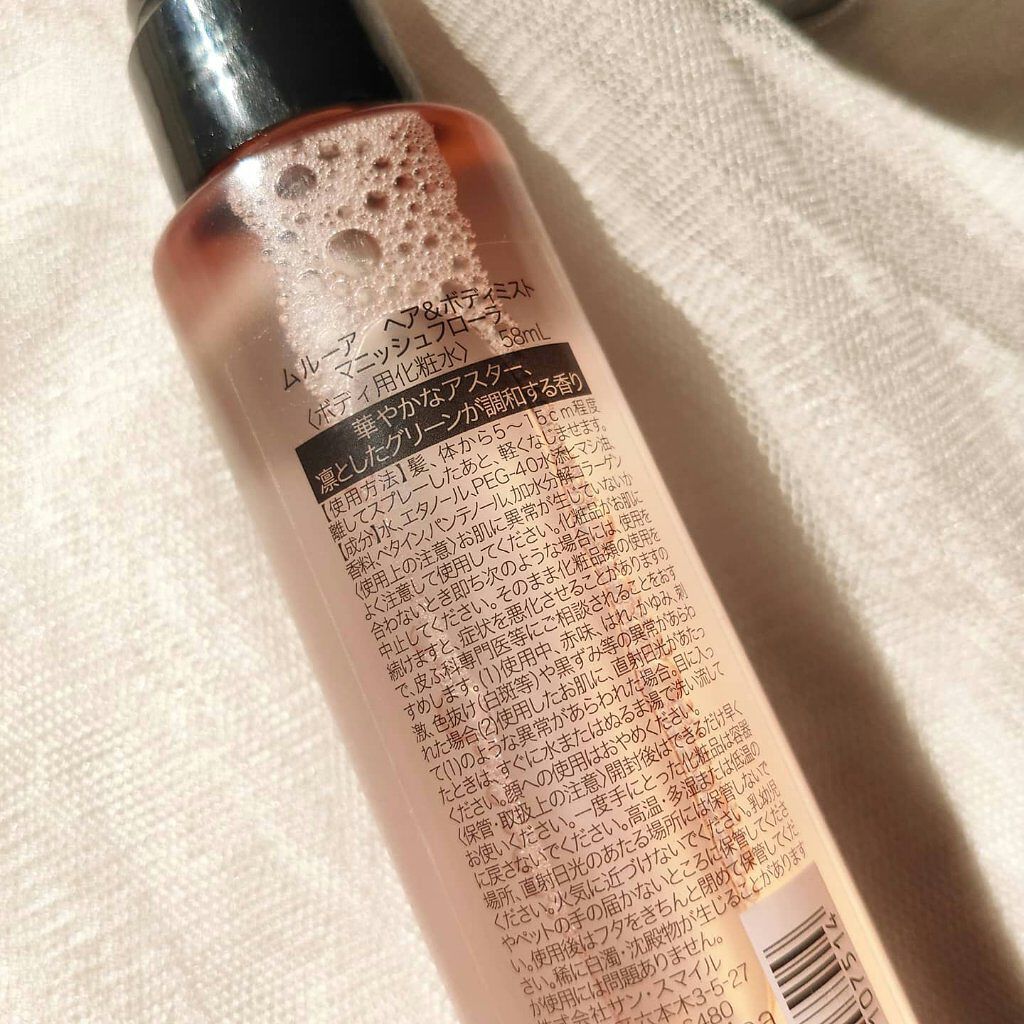 ムルーア ヘア&ボディミスト
マニッシュフローラ
〈ボディ用化粧水〉 58mL
華やかなアスター、
凛としたグリーンが調和する香り
【使用方法】髪、体から5～15cm程度
離してスプレーしたあと、軽くなじませます。
【成分】水、エタノール、PEG-40水添ヒマシ油、
香料、ベタイン、パンテノール、加水分解コラーゲン
〈使用上の注意〉お肌に異常が生じていないか
よく注意して使用してください。化粧品がお肌に
合わないとき即ち次のような場合には、使用を
中止してください。そのまま化粧品類の使用を
続けますと、症状を悪化させることがありますの
で、皮ふ科専門医等にご相談されることをおす
すめします。(1)使用中、赤味、はれ、かゆみ、刺
激、色抜け(白斑等)や黒ずみ等の異常があらわ
れた場合(2)使用したお肌に、直射日光があたっ
て(1)のような異常があらわれた場合。目に入っ
たときは、すぐに水またはぬるま湯で洗い流して
ください。顔への使用はおやめください。
〈保管・取扱上の注意〉開封後はできるだけ早く
お使いください。一度手にとった化粧品は容器
に戻さないでください。高温・多湿または低温の
場所、直射日光のあたる場所には保管しないで
ください。火気に近づけないでください。乳幼児
やペットの手の届かないところに保管してくださ
い。使用後はフタをきちんと閉めて保管してくだ
さい。稀に白濁・沈殿物が生じることがあります
が使用には問題ありません。
株式会社サン・スマイル
六本木3-5-27
6480